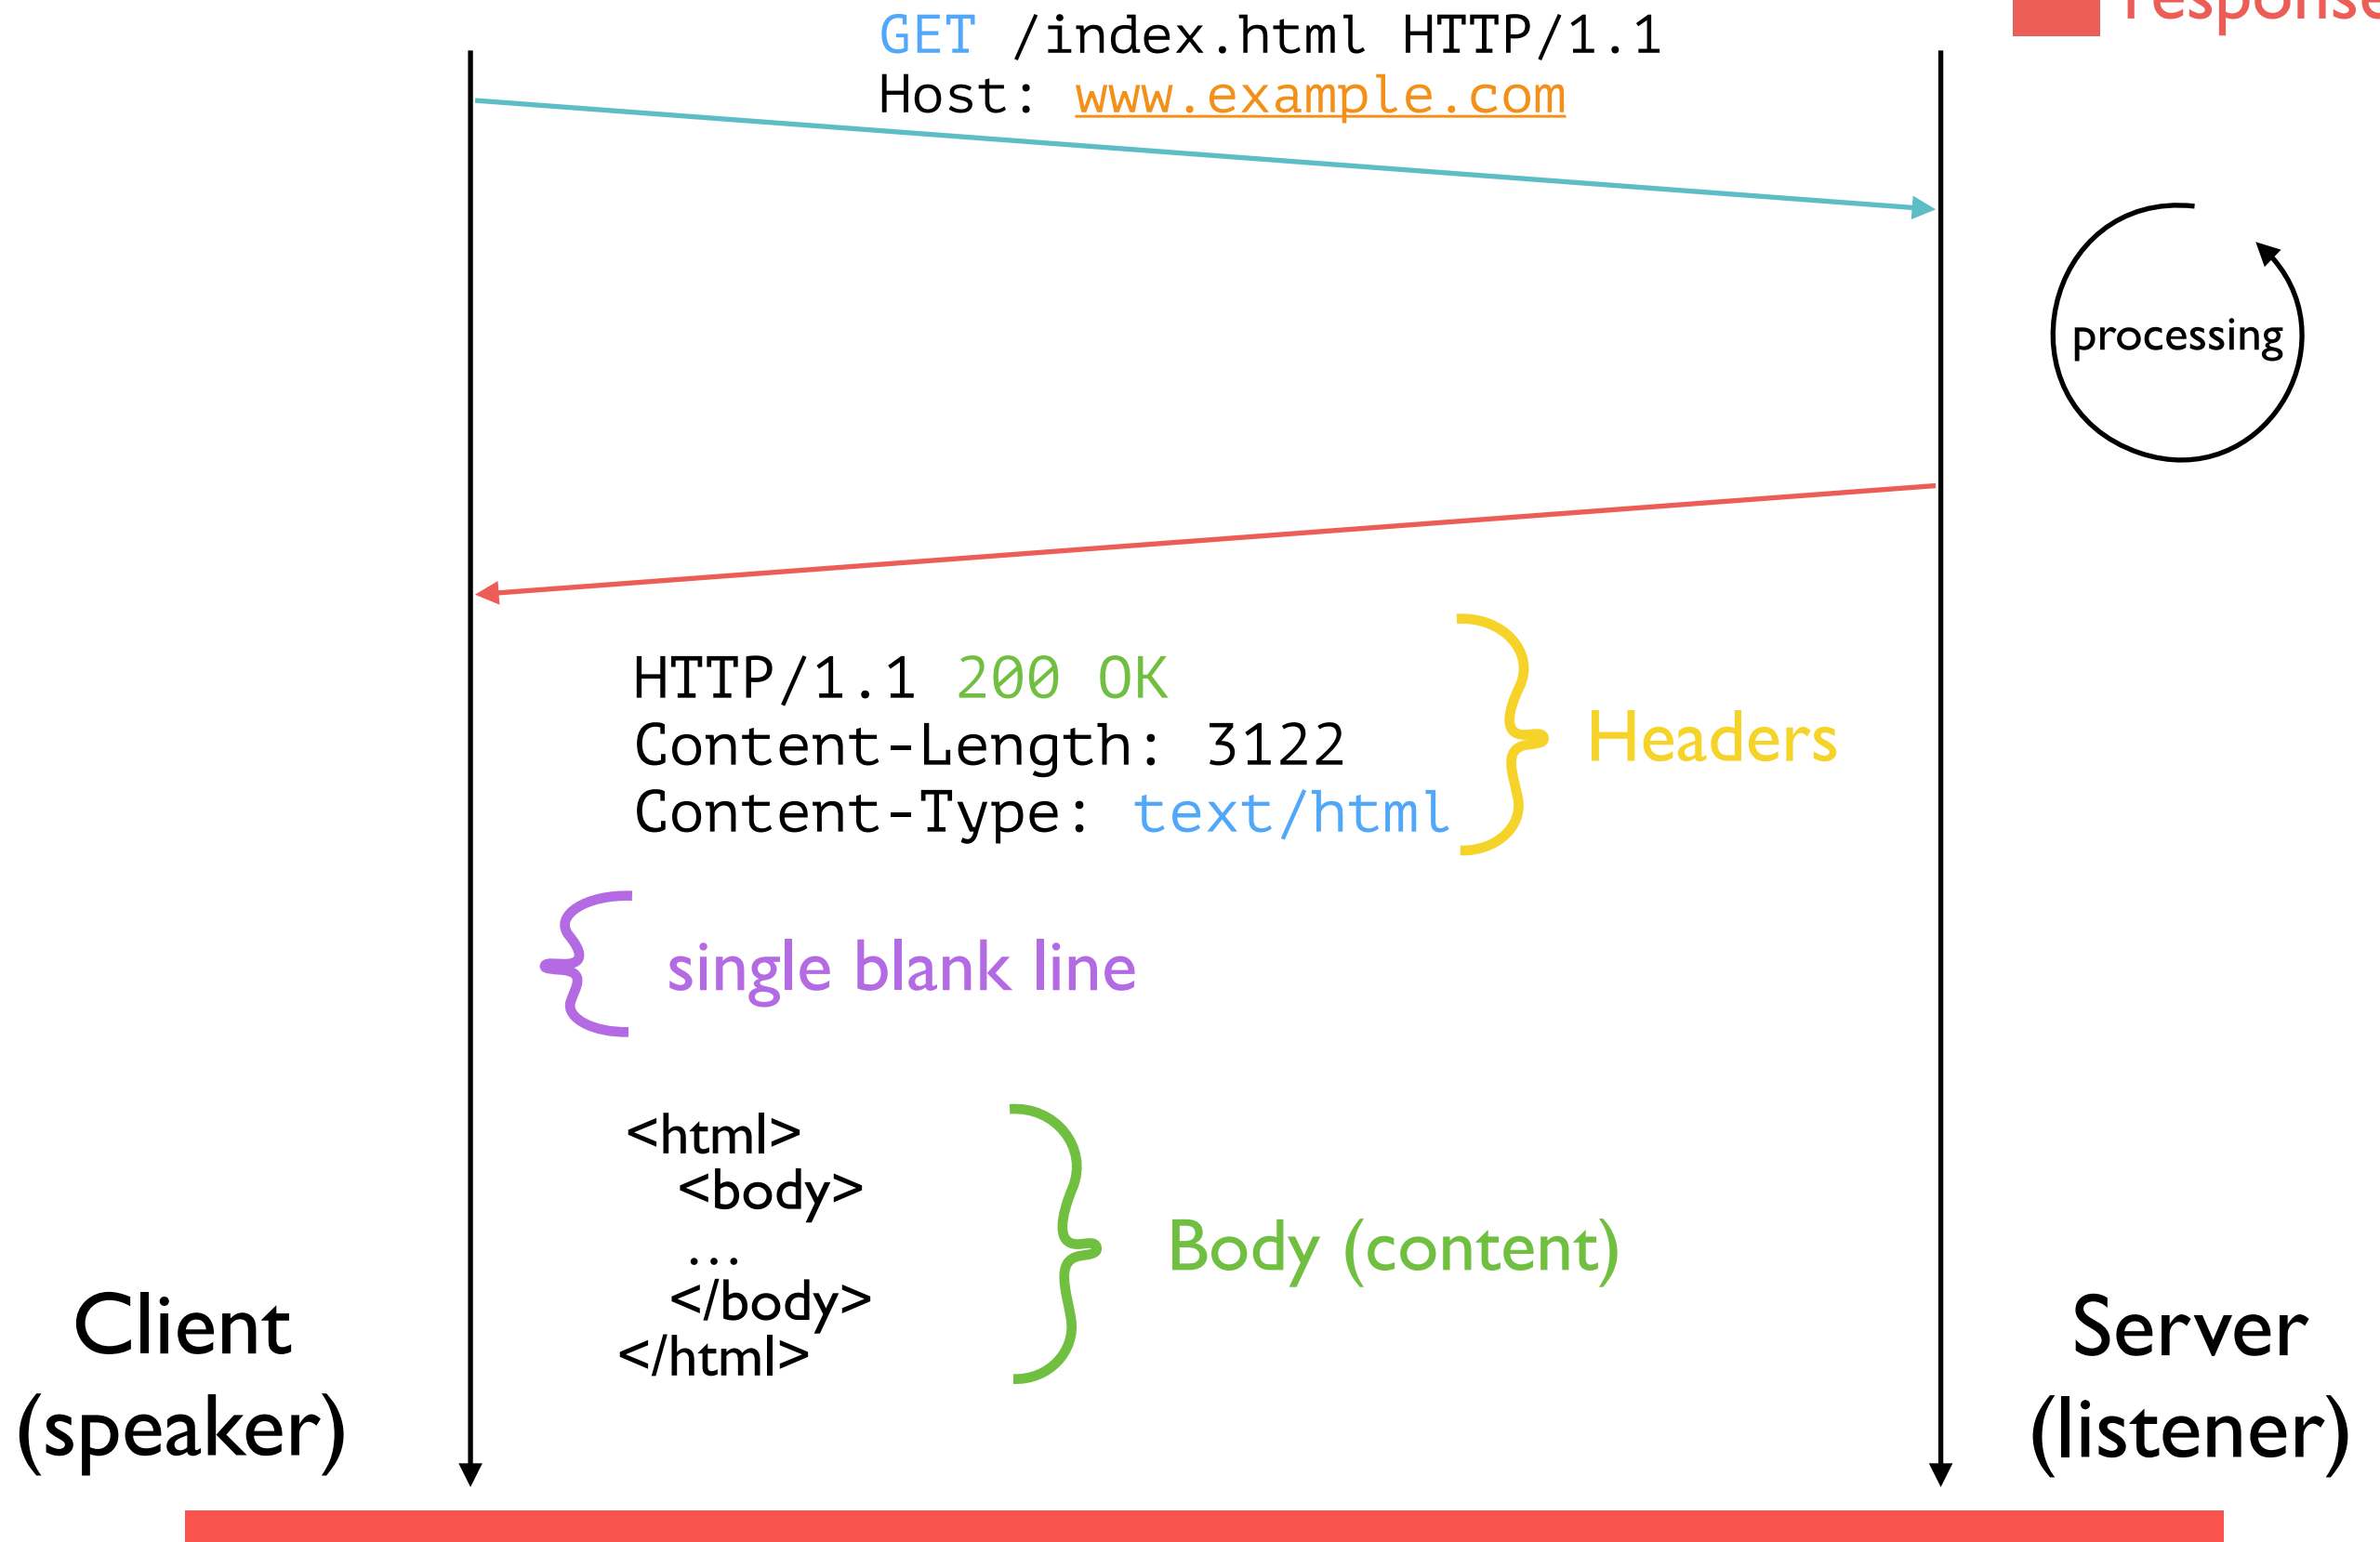 GET /index.html HTTP/1.1
Host: www.example.com
processing
HTTP/1.1 200 OK
Content-Length: 3122
Content-Type: text/html
Headers
single blank line
<html>
<body>
...
</body>
</html>
Body (content)
Client
(speaker)
Server
(listener)